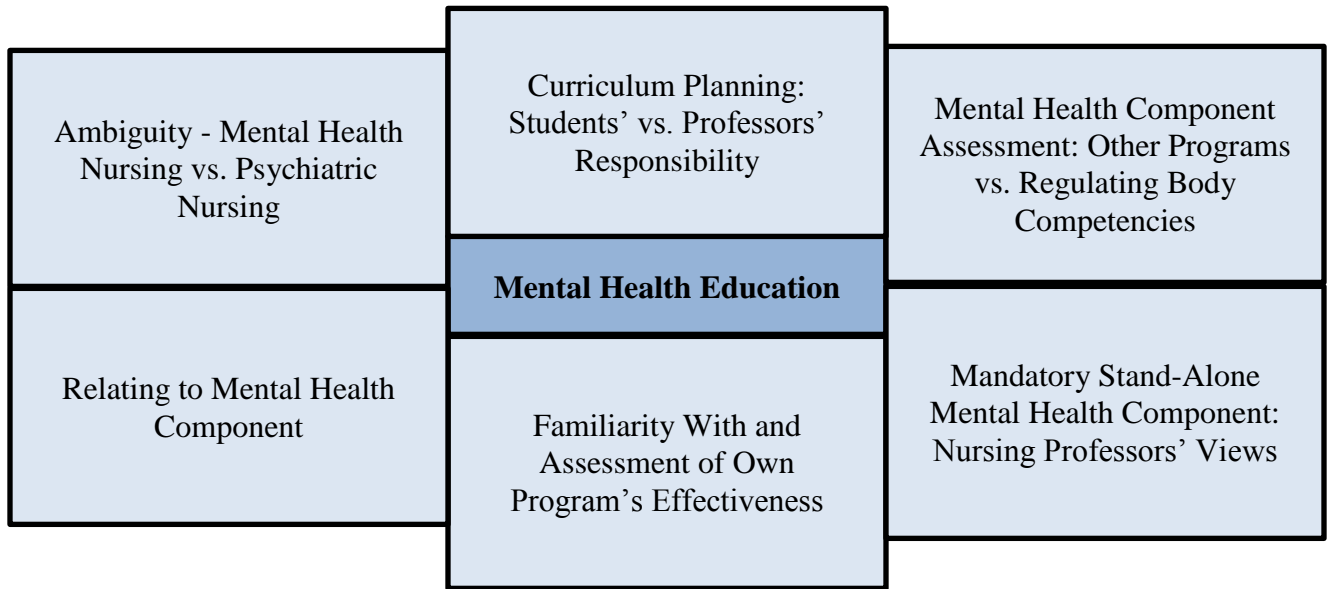 Ambiguity - Mental Health
Nursing vs. Psychiatric
Nursing
Curriculum Planning:
Students’ vs. Professors’
Responsibility
Mental Health Component
Assessment: Other Programs
vs. Regulating Body
Competencies
Mental Health Education
Relating to Mental Health
Component
Familiarity With and
Assessment of Own
Program’s Effectiveness
Mandatory Stand-Alone
Mental Health Component:
Nursing Professors’ Views